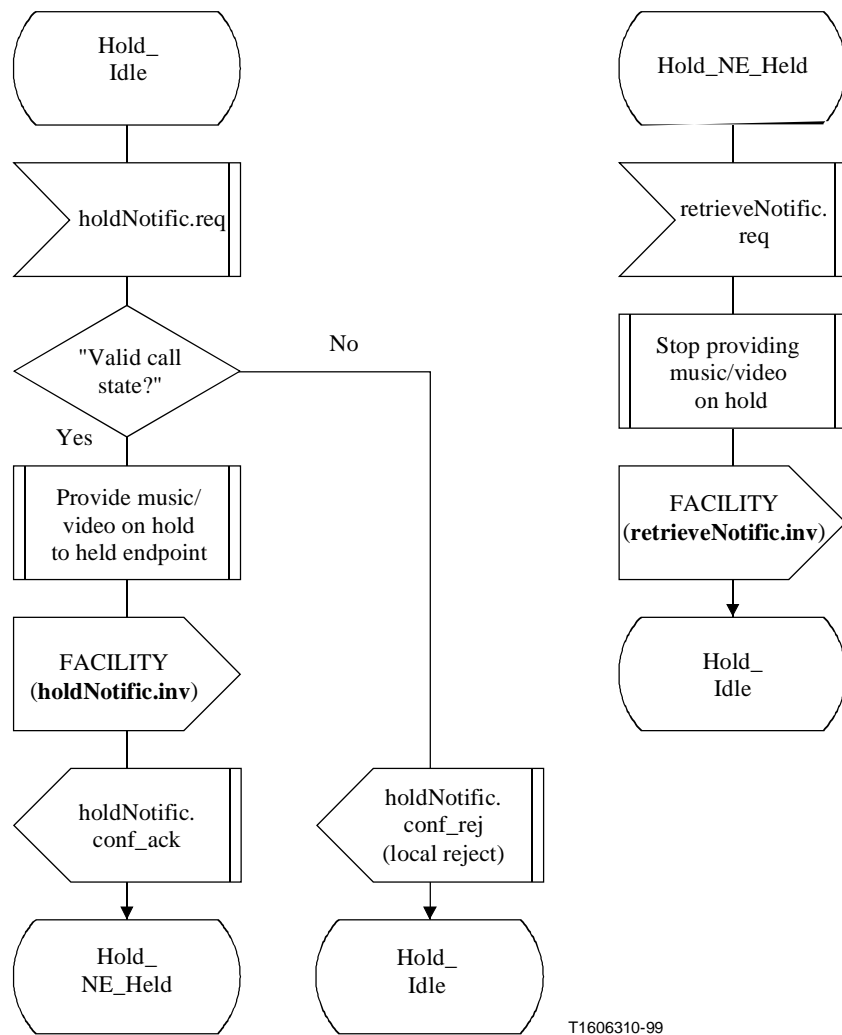 Hold_
Idle
holdNotific.req
"Valid call
state?"
No
Yes
Provide music/
video on hold
to held endpoint
FACILITY
(holdNotific.inv)
holdNotific.
conf_ack
Hold_
NE_Held
holdNotific.
conf_rej
(local reject)
Hold_
Idle
Hold_NE_Held
retrieveNotific.
req
Stop providing
music/video
on hold
FACILITY
(retrieveNotific.inv)
Hold_
Idle
T1606310-99